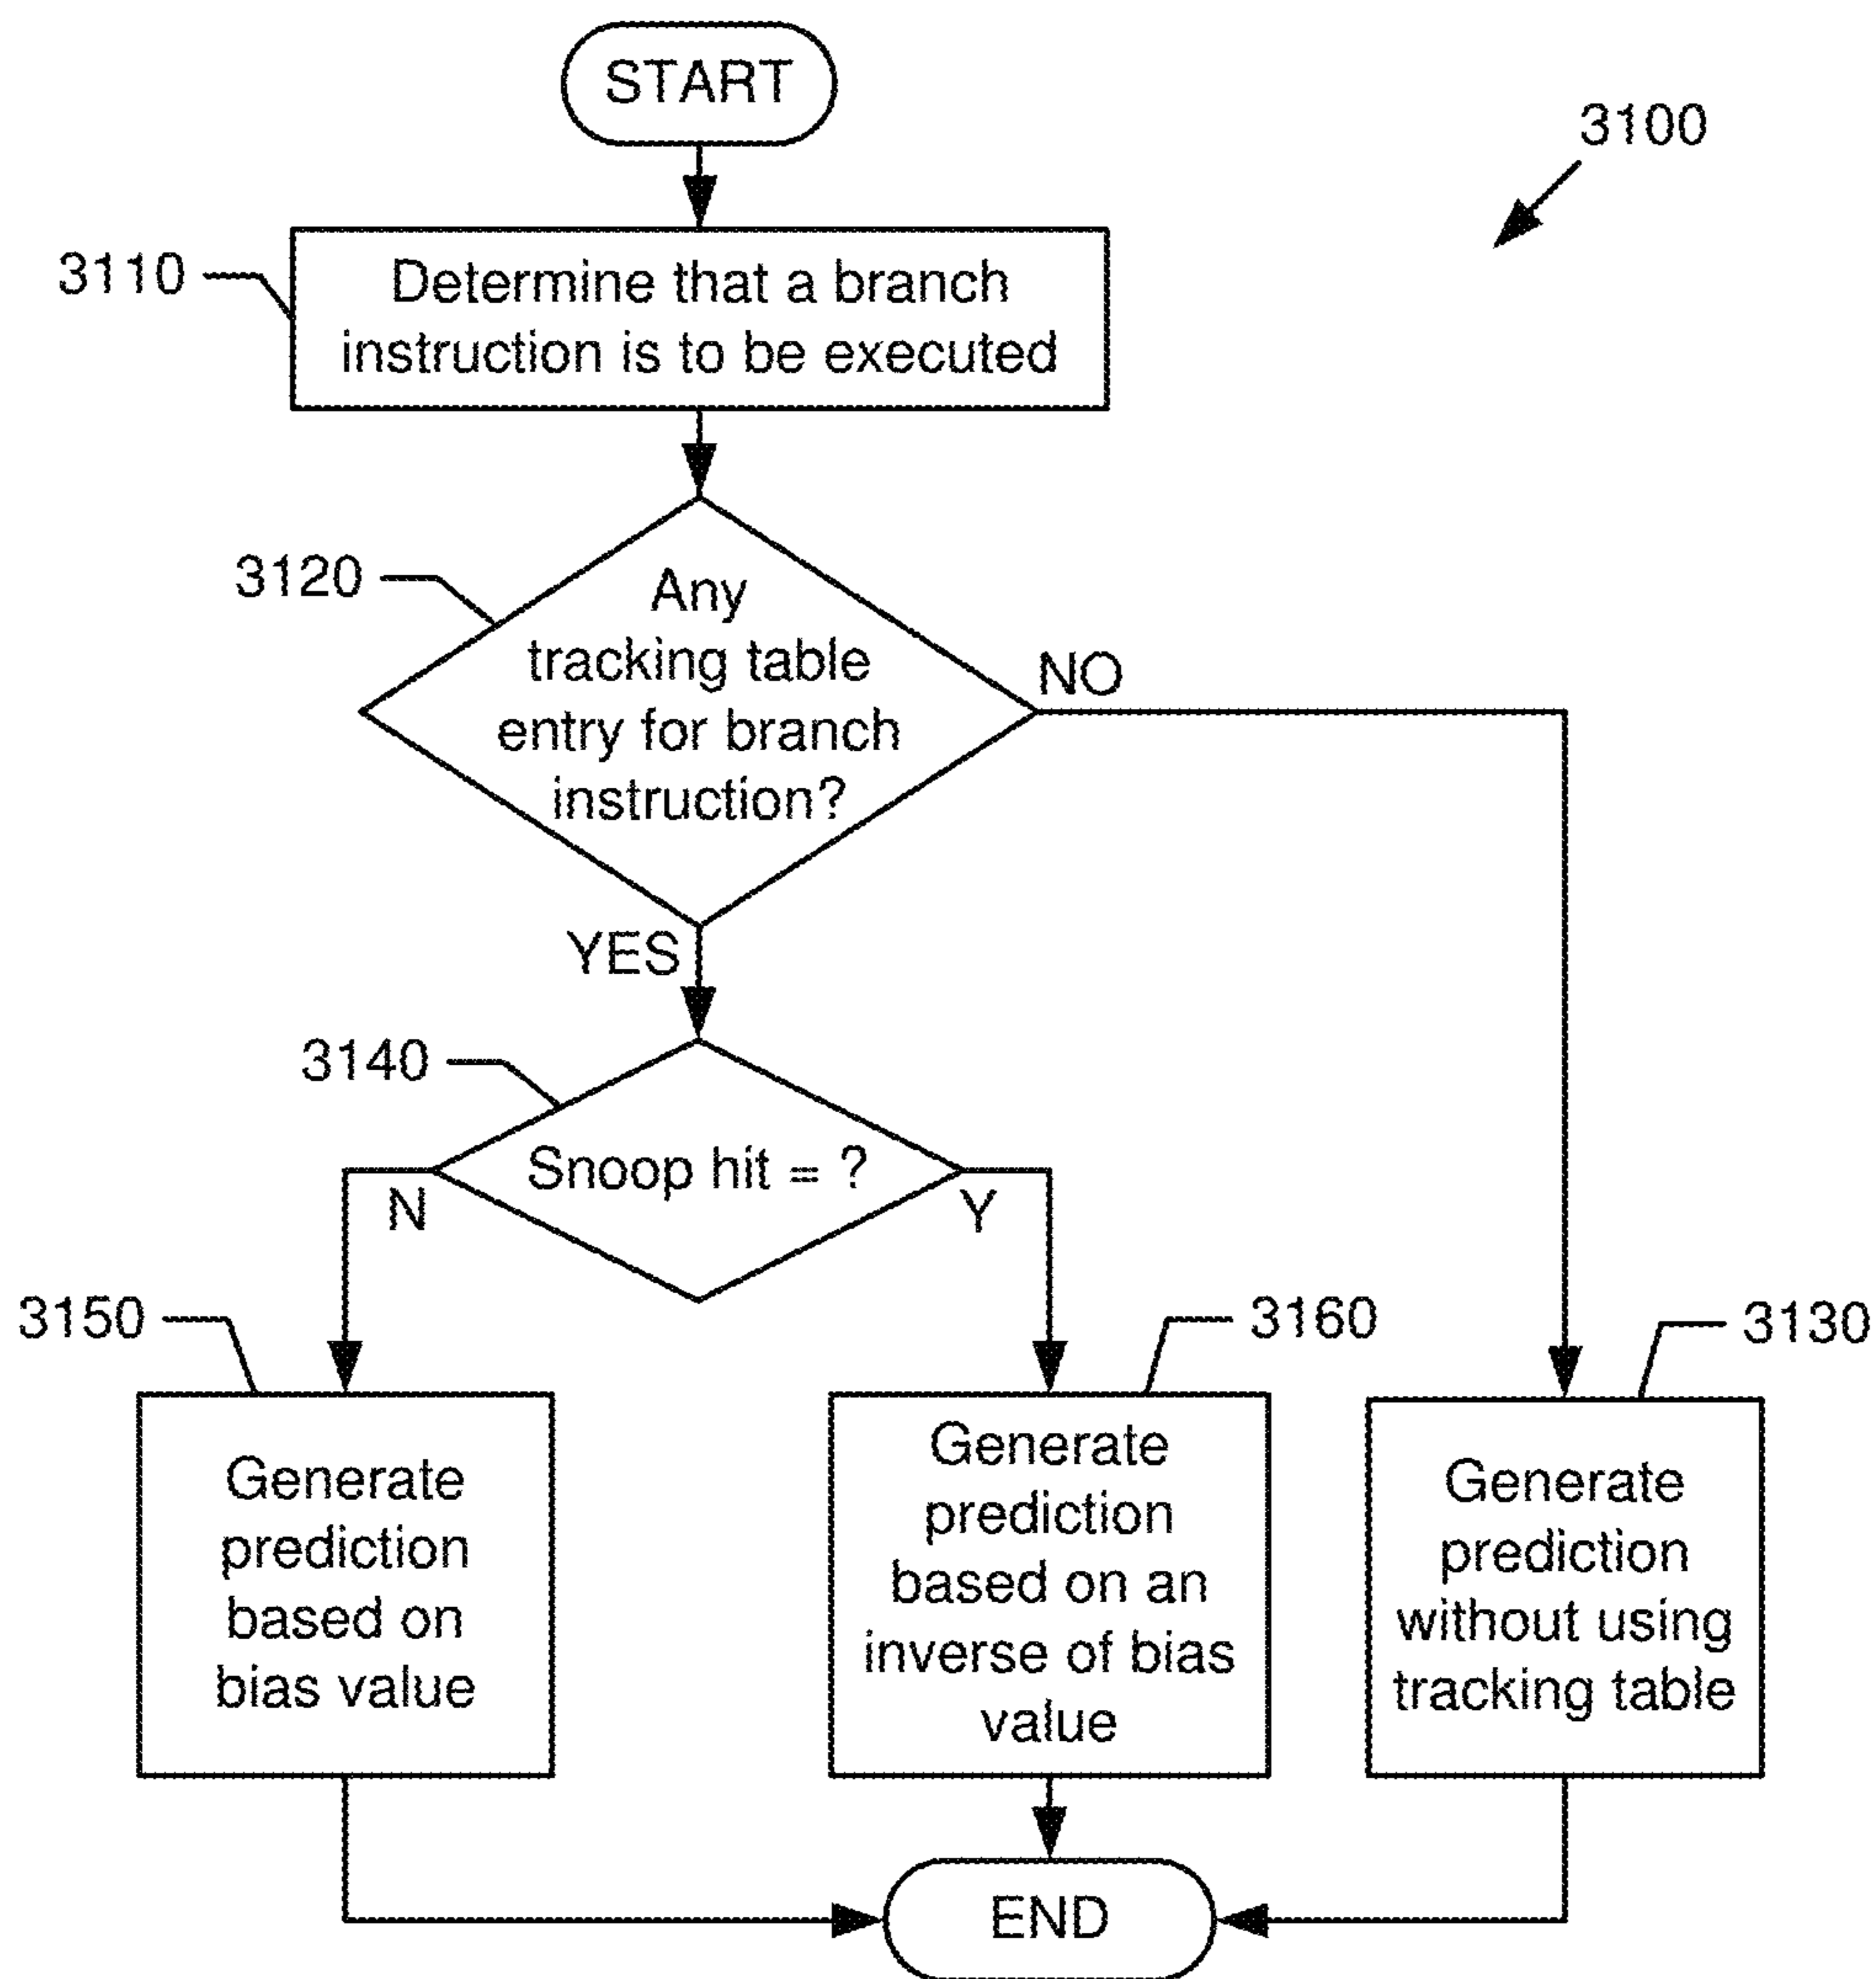 START
3100
3110
Determine that a branch
instruction is to be executed
3120
Any
tracking table
entry for branch
instruction?
NO
YES
3140
Snoop hit = ?
N
Y
3150
Generate
prediction
based on
bias value
3160
Generate
prediction
based on an
inverse of bias
value
3130
Generate
prediction
without using
tracking table
END